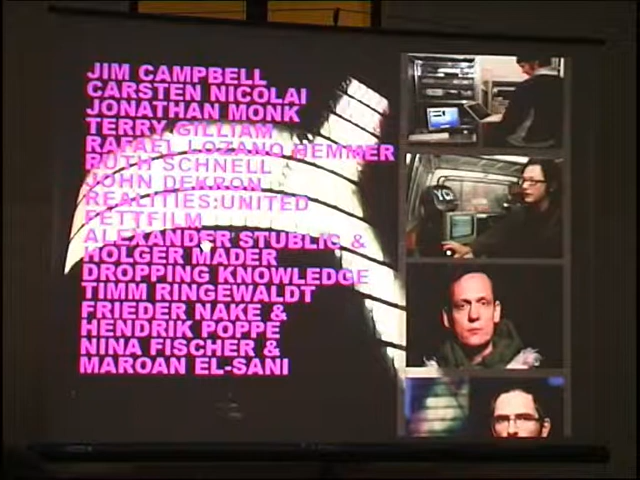 JIM CAMPBELL
CARSTEN NICOLAI
JONATHAN MONK
TERRY GILLIAM
RAFAEL LOZANO HEMMER
RUTH SCHNELL
JOHN DEKRON
REALITIES:UNITED
FETTFILM
ALEXANDER STUBLIC &
HOLGER MADER
DROPPING KNOWLEDGE
TIMM RINGEWALDT
FRIEDER NAKE &
HENDRIK POPPE
NINA FISCHER &
MAROAN EL-SANI